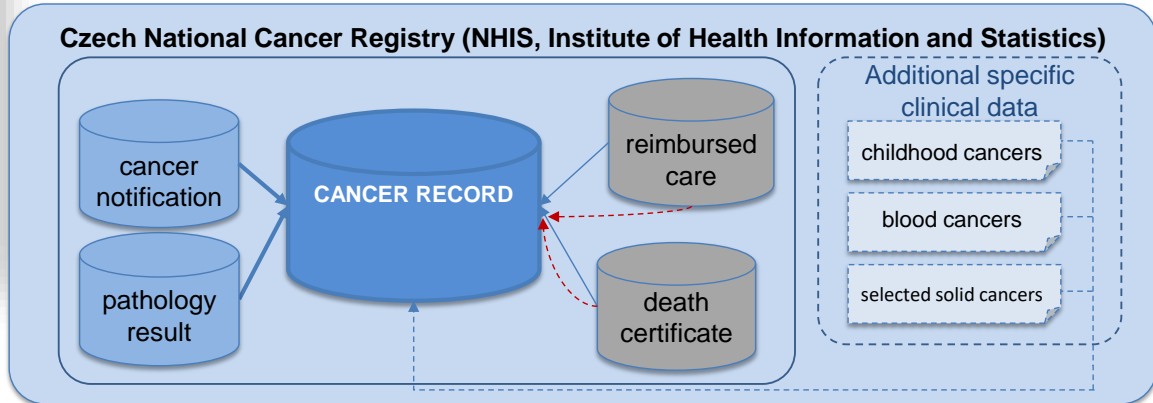 Czech National Cancer Registry (NHIS, Institute of Health Information and Statistics)
cancer
notification
pathology
result
CANCER RECORD
reimbursed
care
death
certificate
Additional specific
clinical data
childhood cancers
blood cancers
selected solid cancers